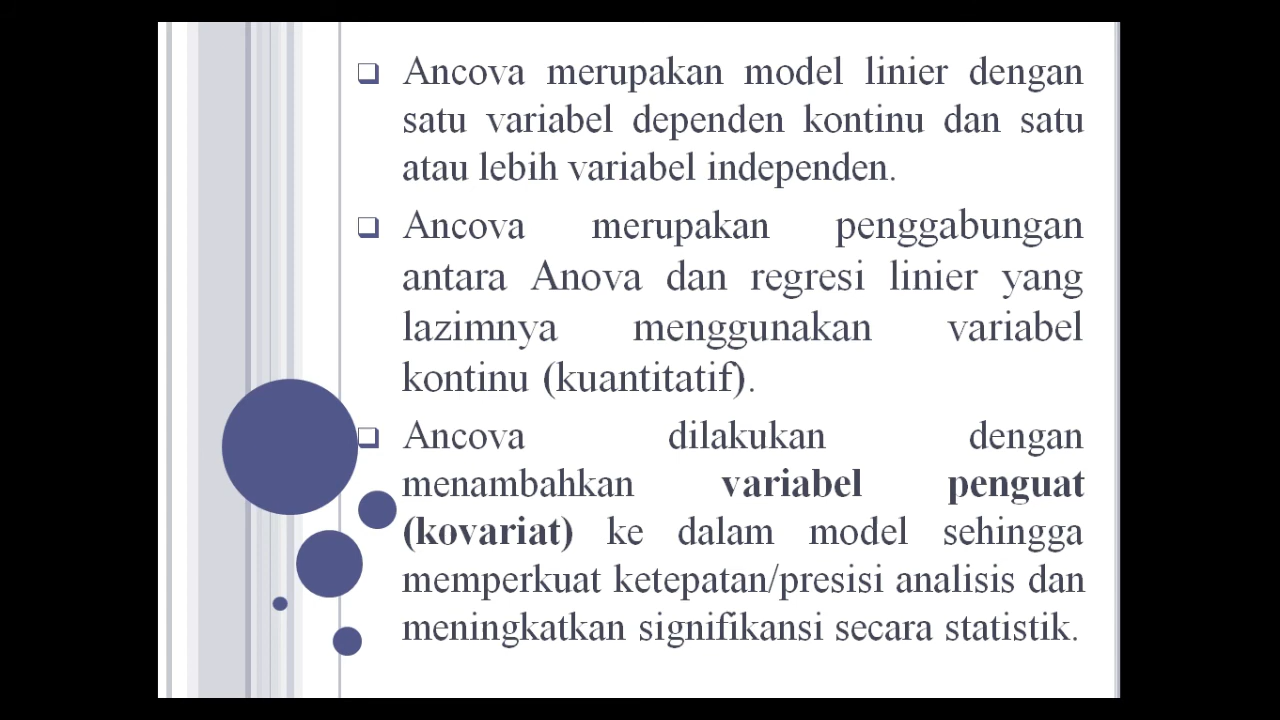 Ancova merupakan model linier dengan
satu variabel dependen kontinu dan satu
atau lebih variabel independen.
Ancova merupakan penggabungan
antara Anova dan regresi linier yang
lazimnya menggunakan variabel
kontinu (kuantitatif).
Ancova dilakukan dengan
menambahkan variabel penguat
(kovariat) ke dalam model sehingga
memperkuat ketepatan/presisi analisis dan
meningkatkan signifikansi secara statistik.